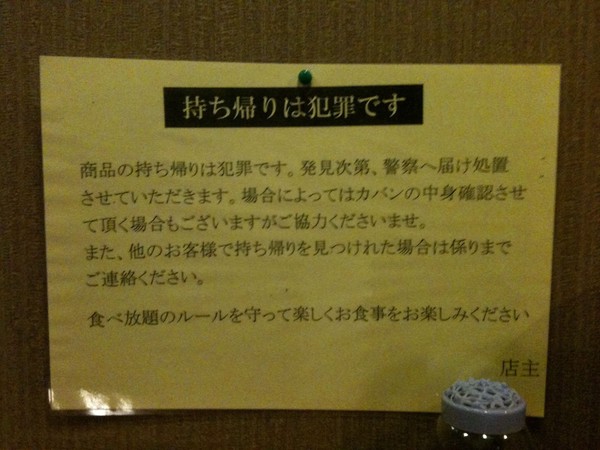 持ち帰りは犯罪です
商品の持ち帰りは犯罪です。発見次第、警察へ届け処置
させていただきます。場合によってはカバンの中身確認させ
て頂く場合もございますがご協力くださいませ。
また、他のお客様で持ち帰りを見つけれた場合は係りまで
ご連絡ください。
食べ放題のルールを守って楽しくお食事をお楽しみください
店主